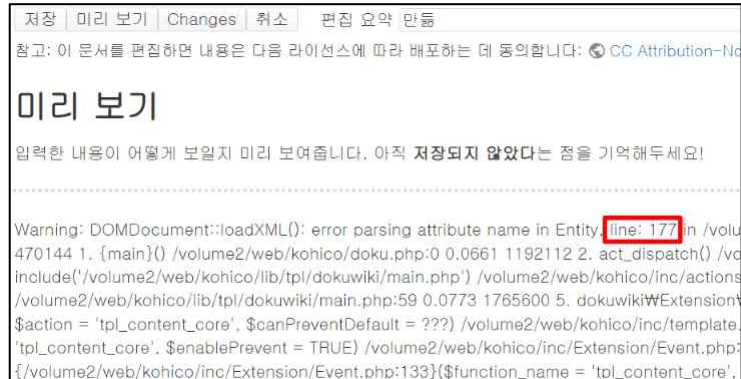 저장 미리 보기 Changes 취소 편집 요약 만듦
참고: 이 문서를 편집하면 내용은 다음 라이선스에 따라 배포하는 데 동의합니다: CC Attribution-No
미리 보기
입력한 내용이 어떻게 보일지 미리 보여줍니다. 아직 저장되지 않았다는 점을 기억해두세요!
Warning: DOMDocument::loadXML(): error parsing attribute name in Entity, line: 177 in /volu
470144 1. {main}() /volume2/web/kohico/doku.php:0 0.0661 1192112 2. act_dispatch() /vo
include('/volume2/web/kohico/lib/tpl/dokuwiki/main.php') /volume2/web/kohico/inc/actions
/volume2/web/kohico/lib/tpl/dokuwiki/main.php:59 0.0773 1765600 5. dokuwiki₩Extension₩
$action = 'tpl_content_core', $canPreventDefault = ???) /volume2/web/kohico/inc/template.
'tpl_content_core', $enablePrevent = TRUE) /volume2/web/kohico/inc/Extension/Event.php:
{/volume2/web/kohico/inc/Extension/Event.php:133}($function_name = 'tpl_content_core',